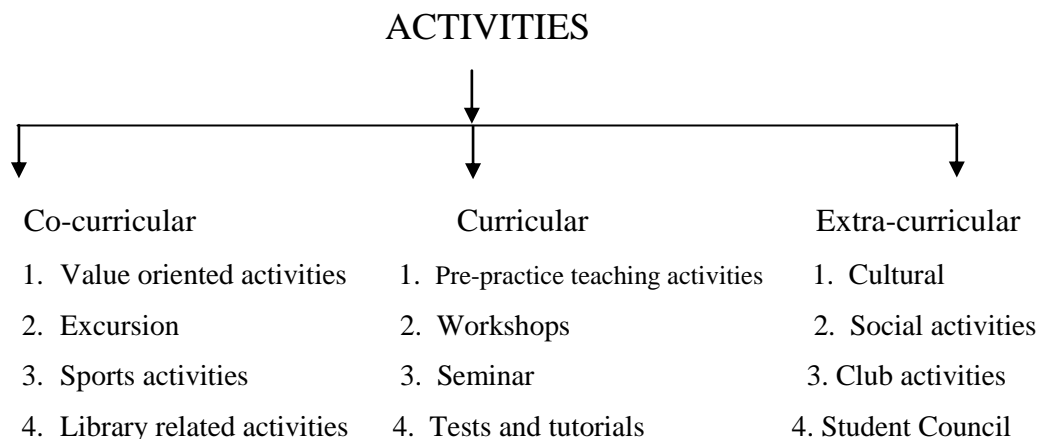 ACTIVITIES
Co-curricular
1. Value oriented activities
2. Excursion
3. Sports activities
4. Library related activities
Curricular
1. Pre-practice teaching activities
2. Workshops
3. Seminar
4. Tests and tutorials
Extra-curricular
1. Cultural
2. Social activities
3. Club activities
4. Student Council